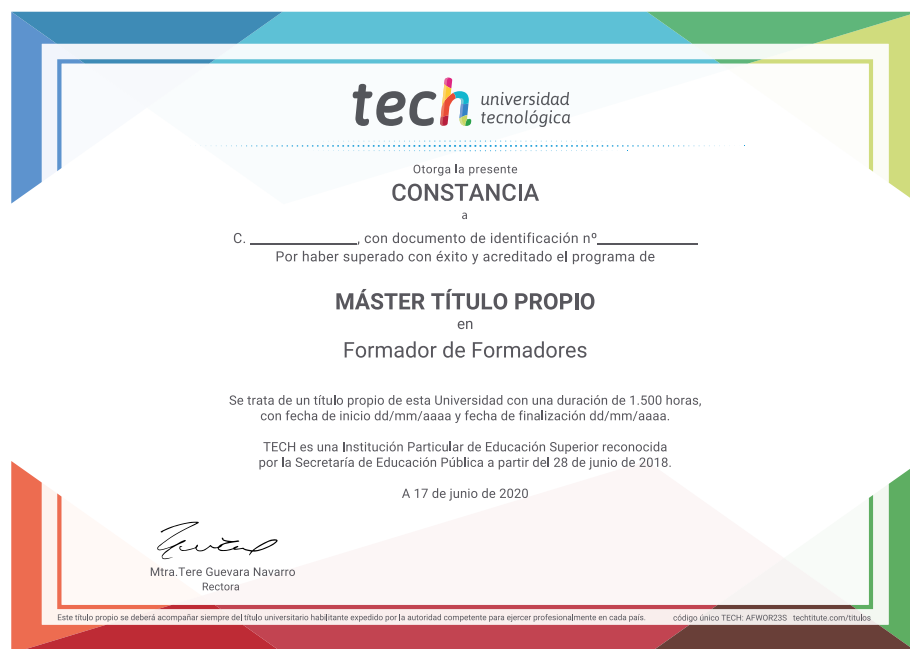 tech universidad
tecnológica
Otorga la presente
CONSTANCIA
a
C. ____________, con documento de identificación nº____________
Por haber superado con éxito y acreditado el programa de
MÁSTER TÍTULO PROPIO
en
Formador de Formadores
Se trata de un título propio de esta Universidad con una duración de 1.500 horas,
con fecha de inicio dd/mm/aaaa y fecha de finalización dd/mm/aaaa.
TECH es una Institución Particular de Educación Superior reconocida
por la Secretaría de Educación Pública a partir del 28 de junio de 2018.
A 17 de junio de 2020
Mtra.Tere Guevara Navarro
Rectora
Este título propio se deberá acompañar siempre del título universitario habilitante expedido por la autoridad competente para ejercer profesionalmente en cada país. código único TECH: AFWOR23S techtitute.com/titulos